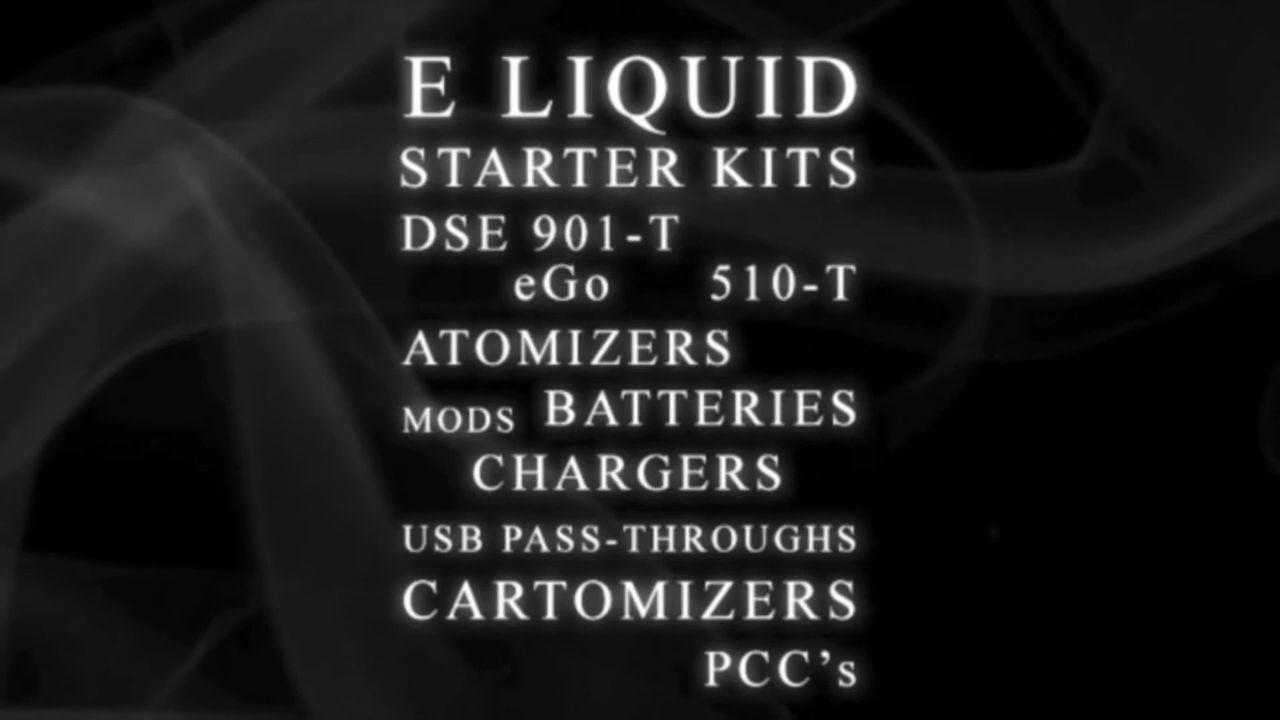 E LIQUID
STARTER KITS
DSE 901-T
eGo 510-T
ATOMIZERS
MODS BATTERIES
CHARGERS
USB PASS-THROUGHS
CARTOMIZERS
PCC’s